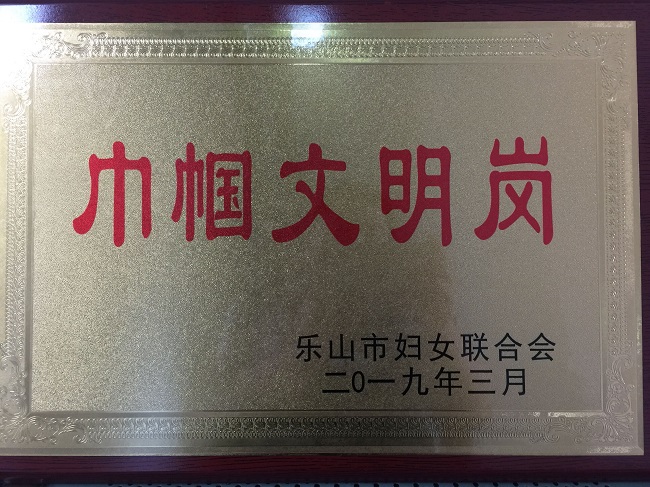 巾帼文明岗
乐山市妇女联合会
二0一九年三月